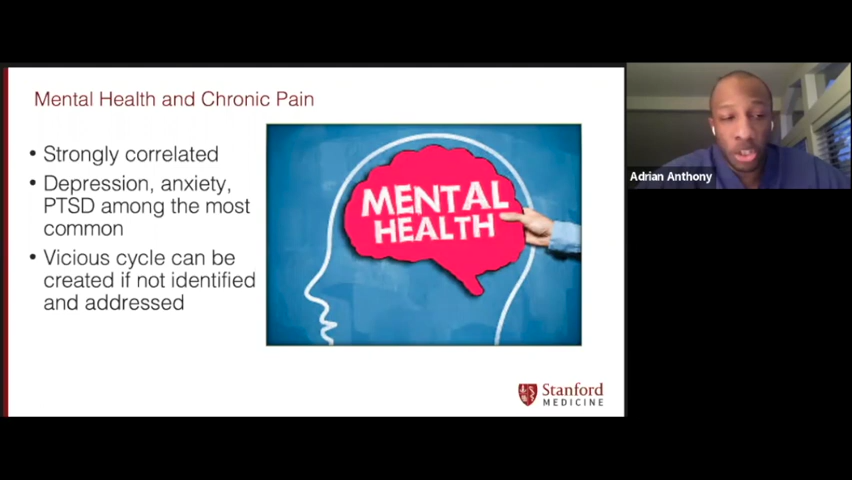 Mental Health and Chronic Pain
• Strongly correlated
• Depression, anxiety,
PTSD among the most
common
• Vicious cycle can be
created if not identified
and addressed
MENTAL
HEALTH
Stanford
MEDICINE
Adrian Anthony